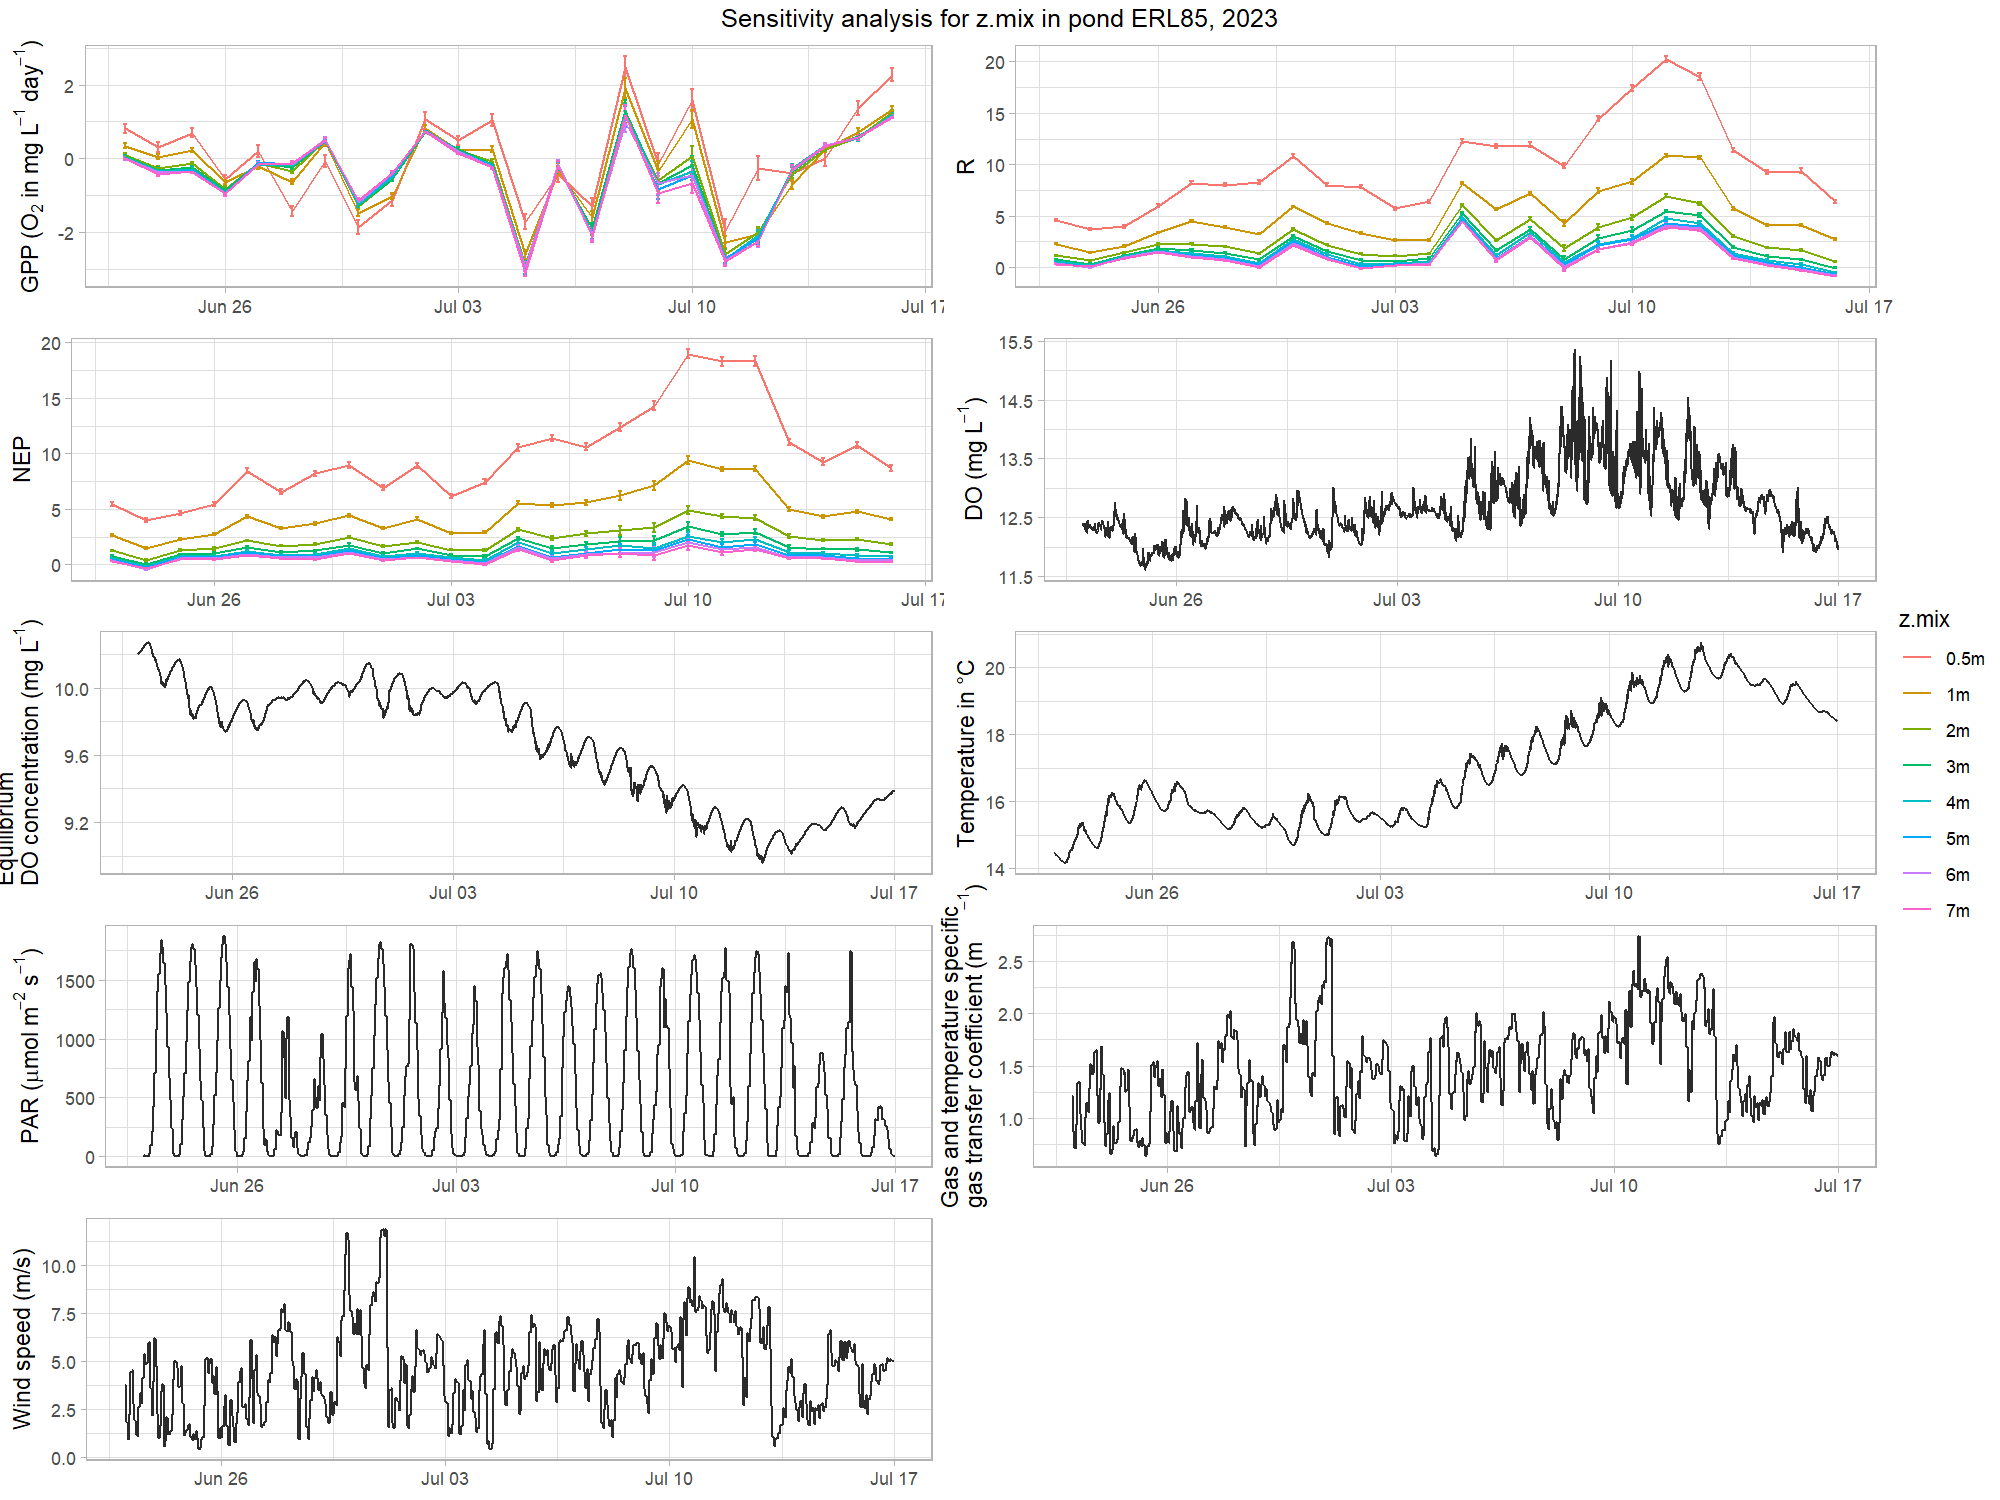 Sensitivity analysis for z.mix in pond ERL85, 2023
GPP (O₂ in mg L⁻¹ day⁻¹)
2
0
-2
Jun 26
Jul 03
Jul 10
Jul 17
R
20
15
10
5
0
Jun 26
Jul 03
Jul 10
Jul 17
NEP
20
15
10
5
0
Jun 26
Jul 03
Jul 10
Jul 17
DO (mg L⁻¹)
15.5
14.5
13.5
12.5
11.5
Jun 26
Jul 03
Jul 10
Jul 17
Equilibrium
DO concentration (mg L⁻¹)
10.0
9.6
9.2
Jun 26
Jul 03
Jul 10
Jul 17
Temperature in °C
20
18
16
14
Jun 26
Jul 03
Jul 10
Jul 17
z.mix
0.5m
1m
2m
3m
4m
5m
6m
7m
PAR (µmol m⁻² s⁻¹)
1500
1000
500
0
Jun 26
Jul 03
Jul 10
Jul 17
Gas and temperature specific
gas transfer coefficient (m⁻¹)
2.5
2.0
1.5
1.0
Jun 26
Jul 03
Jul 10
Jul 17
Wind speed (m/s)
10.0
7.5
5.0
2.5
0.0
Jun 26
Jul 03
Jul 10
Jul 17